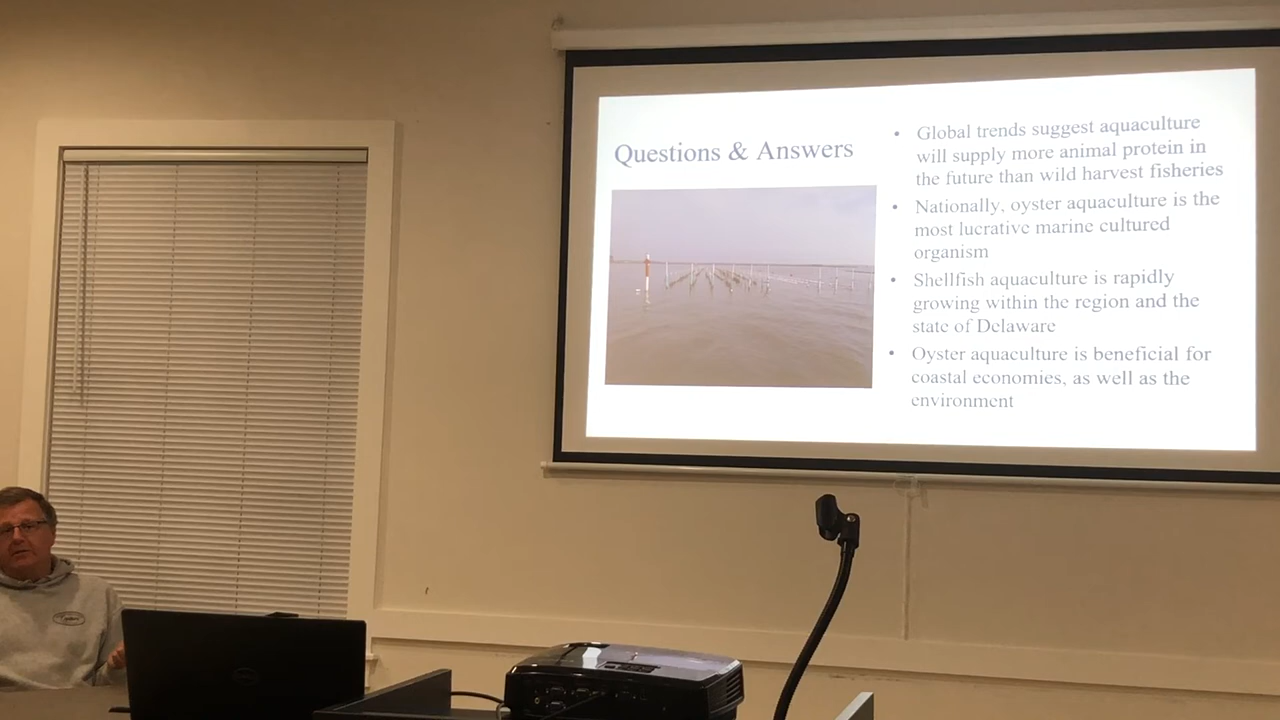 Questions & Answers
• Global trends suggest aquaculture
will supply more animal protein in
the future than wild harvest fisheries
• Nationally, oyster aquaculture is the
most lucrative marine cultured
organism
• Shellfish aquaculture is rapidly
growing within the region and the
state of Delaware
• Oyster aquaculture is beneficial for
coastal economies, as well as the
environment
DELL